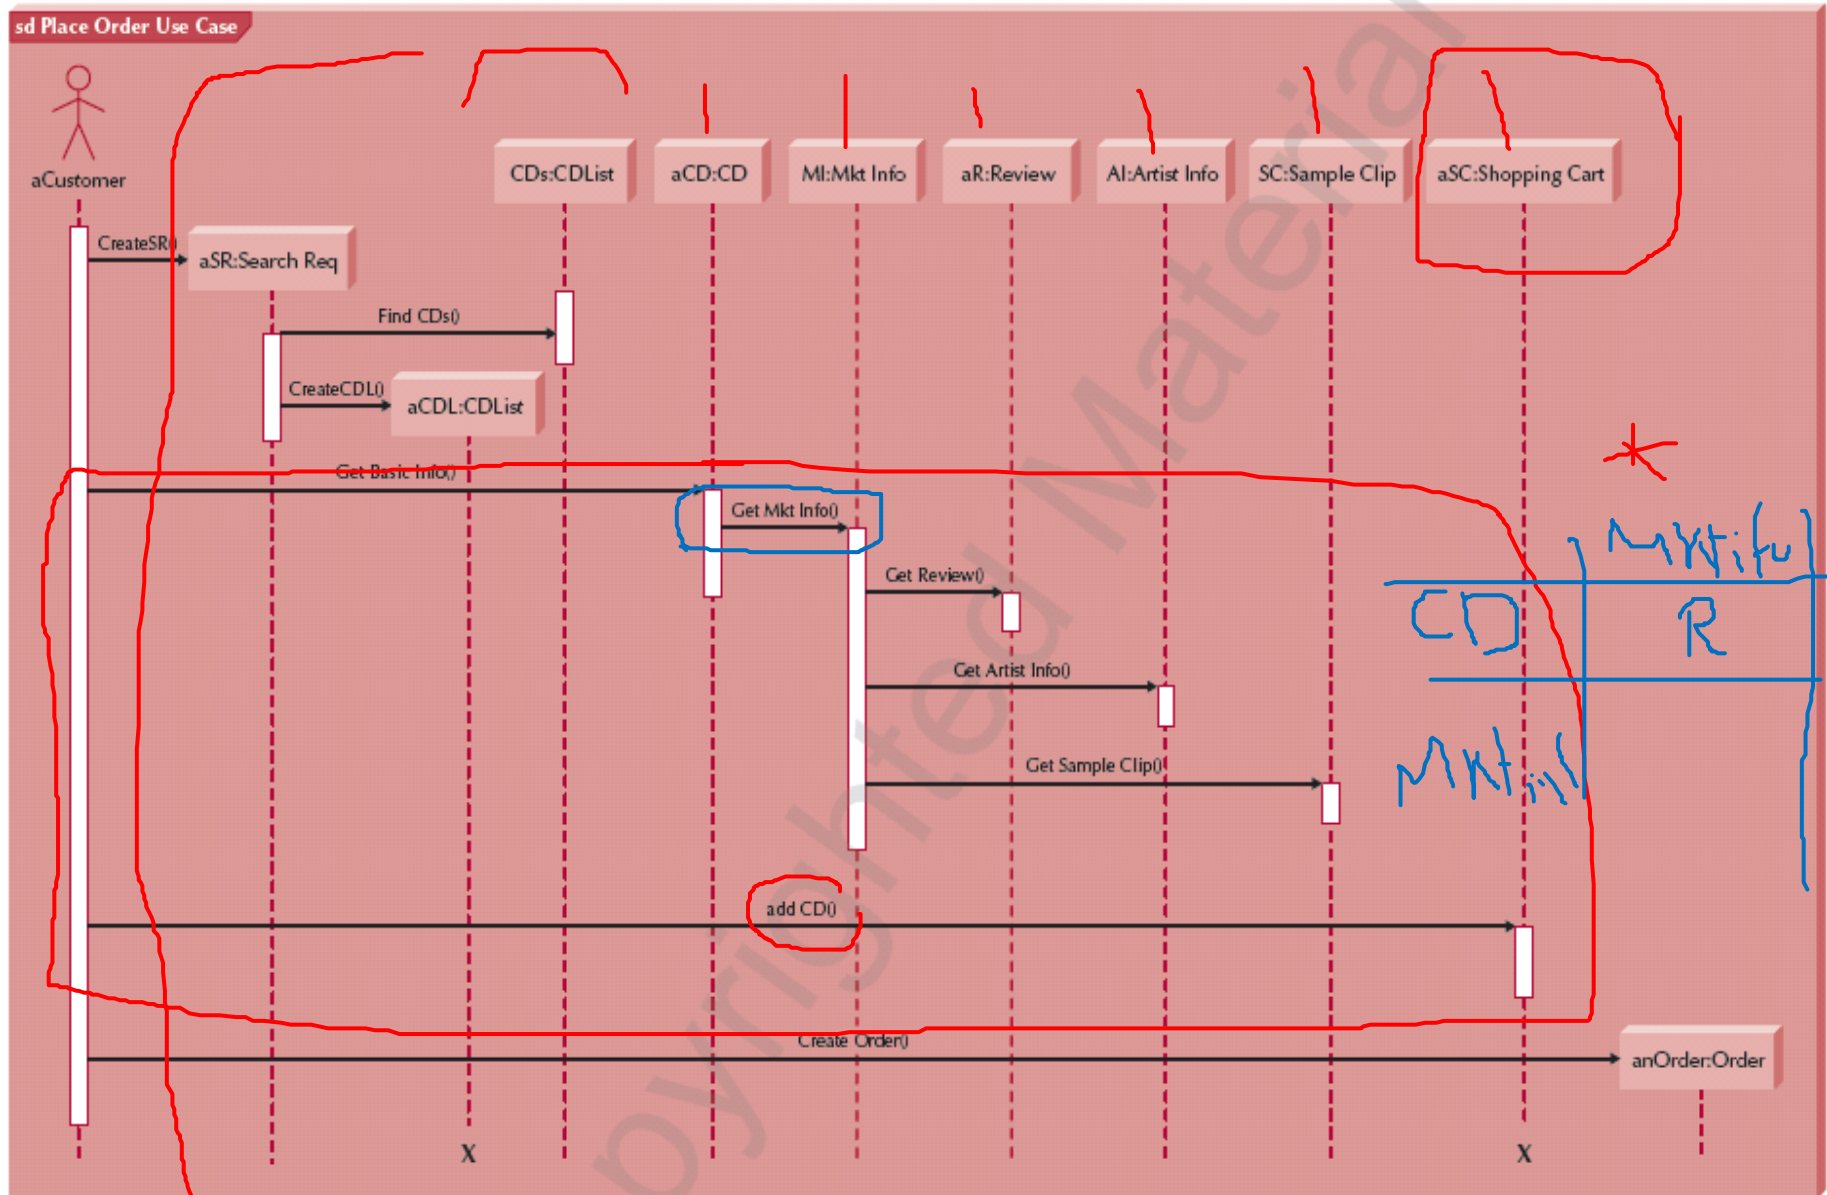 sd Place Order Use Case
aCustomer
CDs:CDList
aCD:CD
MI:Mkt Info
aR:Review
AI:Artist Info
SC:Sample Clip
aSC:Shopping Cart
CreateSR()
aSR:Search Req
Find CDs()
CreateCDL()
aCDL:CDList
Get Basic Info()
Get Mkt Info()
Get Review()
CD
R
Get Artist Info()
Get Sample Clip()
add CD()
Create Order()
anOrder:Order
X
X
Material